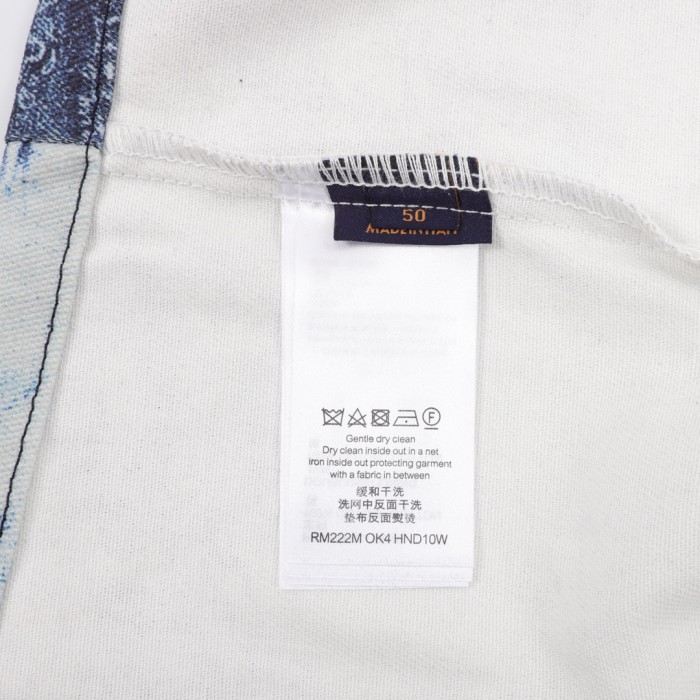 50
Gentle dry clean
Dry clean inside out in a net
iron inside out protecting garment
with a fabric in between
缓和干洗
洗网中反面干洗
垫布反面熨烫
RM222M OK4 HND10W
F